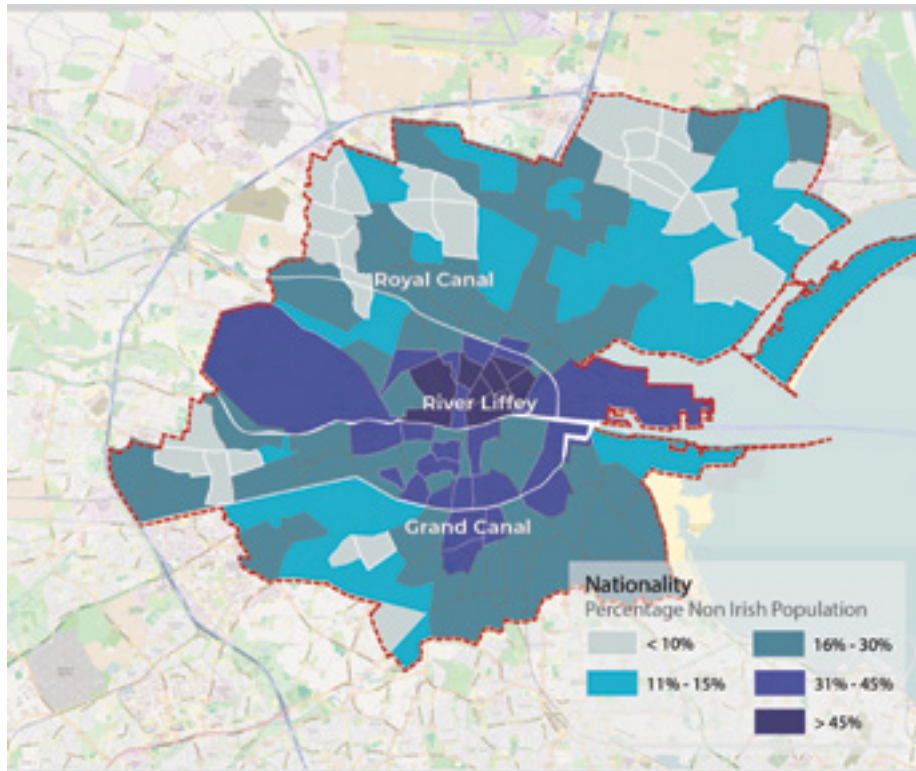 Royal Canal
River Liffey
Grand Canal
Nationality
Percentage Non Irish Population
< 10%
16% - 30%
11% - 15%
31% - 45%
> 45%